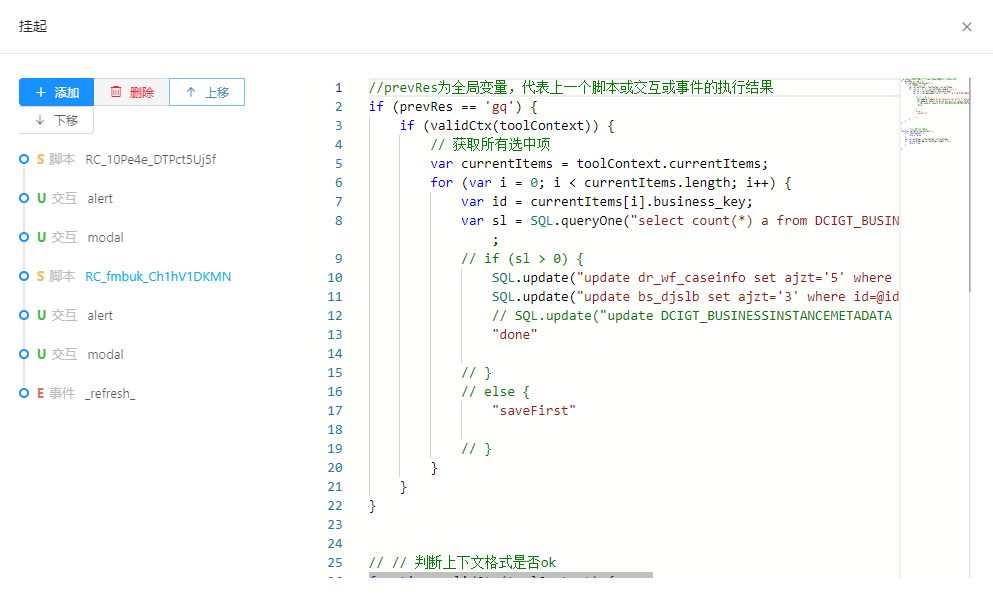 挂起
添加
删除
上移
下移
S 脚本 RC_10Pe4e_DTPct5Uj5f
U 交互 alert
U 交互 modal
S 脚本 RC_fmbuk_Ch1hV1DKMN
U 交互 alert
U 交互 modal
E 事件 _refresh_
1 //prevRes为全局变量，代表上一个脚本或交互或事件的执行结果
2 if (prevRes == 'gq') {
3 if (validCtx(toolContext)) {
4 // 获取所有选中项
5 var currentItems = toolContext.currentItems;
6 for (var i = 0; i < currentItems.length; i++) {
7 var id = currentItems[i].business_key;
8 var sl = SQL.queryOne("select count(*) a from DCIGT_BUSIN
;
9 // if (sl > 0) {
10 SQL.update("update dr_wf_caseinfo set ajzt='5' where
11 SQL.update("update bs_djslb set ajzt='3' where id=@id
12 // SQL.update("update DCIGT_BUSINESSINSTANCEMETADATA
13 "done"
14
15 // }
16 // else {
17 "saveFirst"
18
19 // }
20 }
21 }
22 }
23
24
25 // // 判断上下文格式是否ok